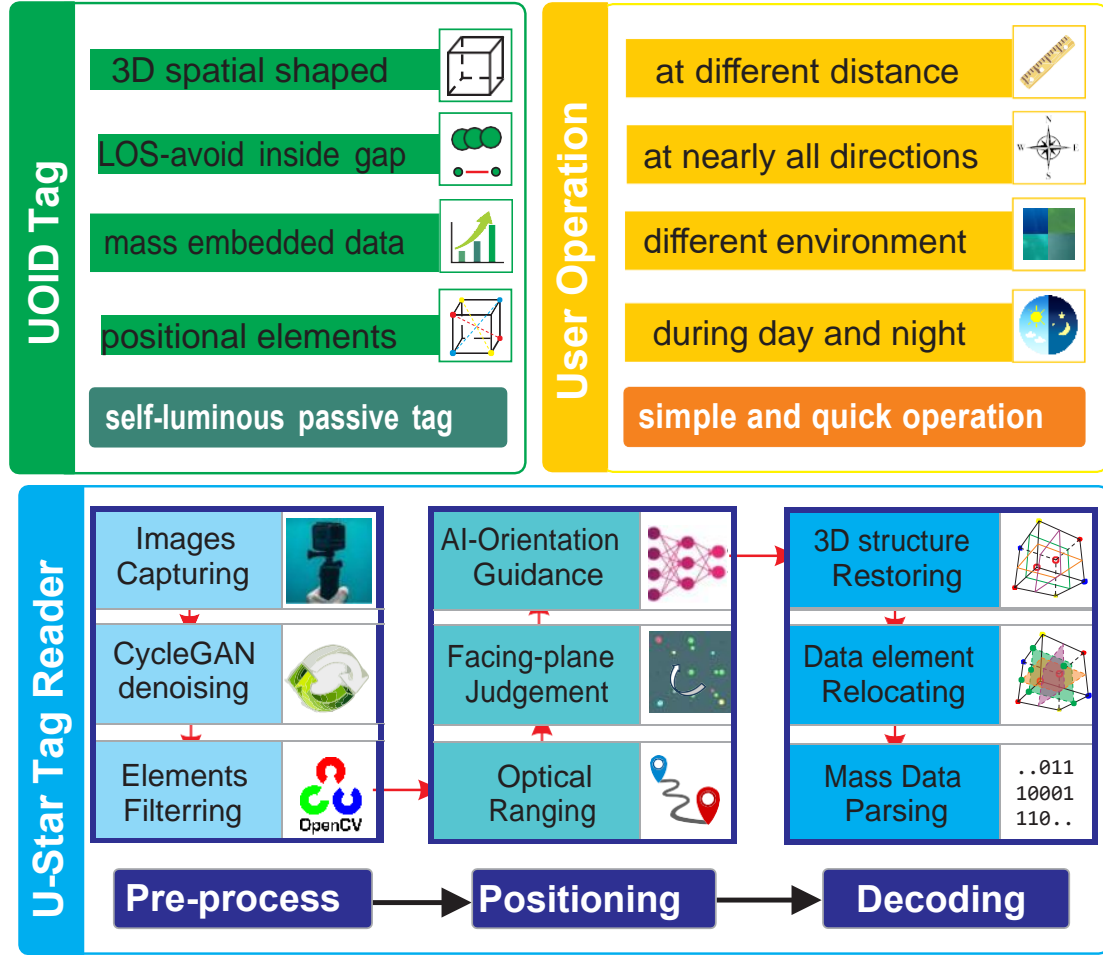 UOID Tag
3D spatial shaped
LOS-avoid inside gap
mass embedded data
positional elements
self-luminous passive tag
User Operation
at different distance
at nearly all directions
N
W
E
S
different environment
during day and night
simple and quick operation
U-Star Tag Reader
Images
Capturing
CycleGAN
denoising
Elements
Filterring
OpenCV
AI-Orientation
Guidance
Facing-plane
Judgement
Optical
Ranging
3D structure
Restoring
Data element
Relocating
Mass Data
Parsing
..011
10001
110..
Pre-process
Positioning
Decoding